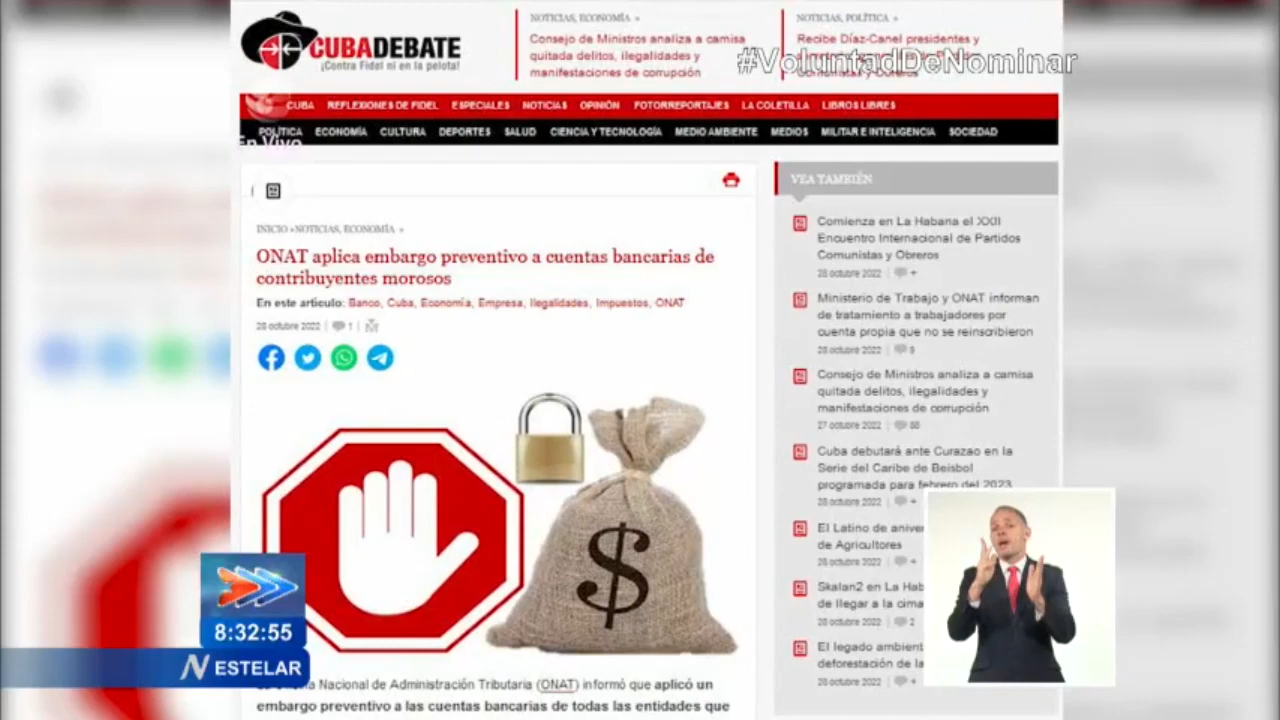 CUBADEBATE
¡Contra Fidel ni en la pelota!
NOTICIAS, ECONOMÍA »
Consejo de Ministros analiza a camisa
quitada delitos, ilegalidades y
manifestaciones de corrupción
NOTICIAS, POLÍTICA »
Recibe Díaz-Canel presidentes y
#VoluntadDeNominar
CUBA REFLEXIONES DE FIDEL ESPECIALES NOTICIAS OPINIÓN FOTORREPORTAJES LA COLETILLA LIBROS LIBRES
POLÍTICA ECONOMÍA CULTURA DEPORTES SALUD CIENCIA Y TECNOLOGÍA MEDIO AMBIENTE MEDIOS MILITAR E INTELIGENCIA SOCIEDAD
En Vivo
INICIO » NOTICIAS, ECONOMÍA »
ONAT aplica embargo preventivo a cuentas bancarias de
contribuyentes morosos
En este artículo: Banco, Cuba, Economía, Empresa, Ilegalidades, Impuestos, ONAT
28 octubre 2022 | 1 |
$
Nacional de Administración Tributaria (ONAT) informó que aplicó un
embargo preventivo a las cuentas bancarias de todas las entidades que
VEA TAMBIÉN
Comienza en La Habana el XXII
Encuentro Internacional de Partidos
Comunistas y Obreros
28 octubre 2022 | +
Ministerio de Trabajo y ONAT informan
de tratamiento a trabajadores por
cuenta propia que no se reinscribieron
28 octubre 2022 | 9
Consejo de Ministros analiza a camisa
quitada delitos, ilegalidades y
manifestaciones de corrupción
27 octubre 2022 |
Cuba debutará ante Curazao en la
Serie del Caribe de Beisbol
programada para febrero del 2023
28 octubre 2022 | +
El Latino de aniver
de Agricultores
28 octubre 2022 | +
Skalan2 en La Hab
de llegar a la cima
28 octubre 2022 | 2
El legado ambient
deforestación de la
28 octubre 2022 | +
8:32:55
N ESTELAR